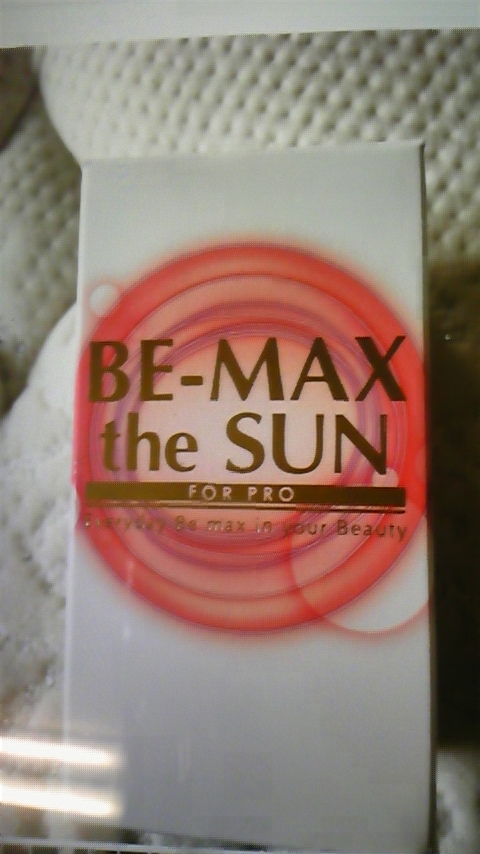 BE-MAX
the SUN
FOR PRO
Everyday Be max in your Beauty